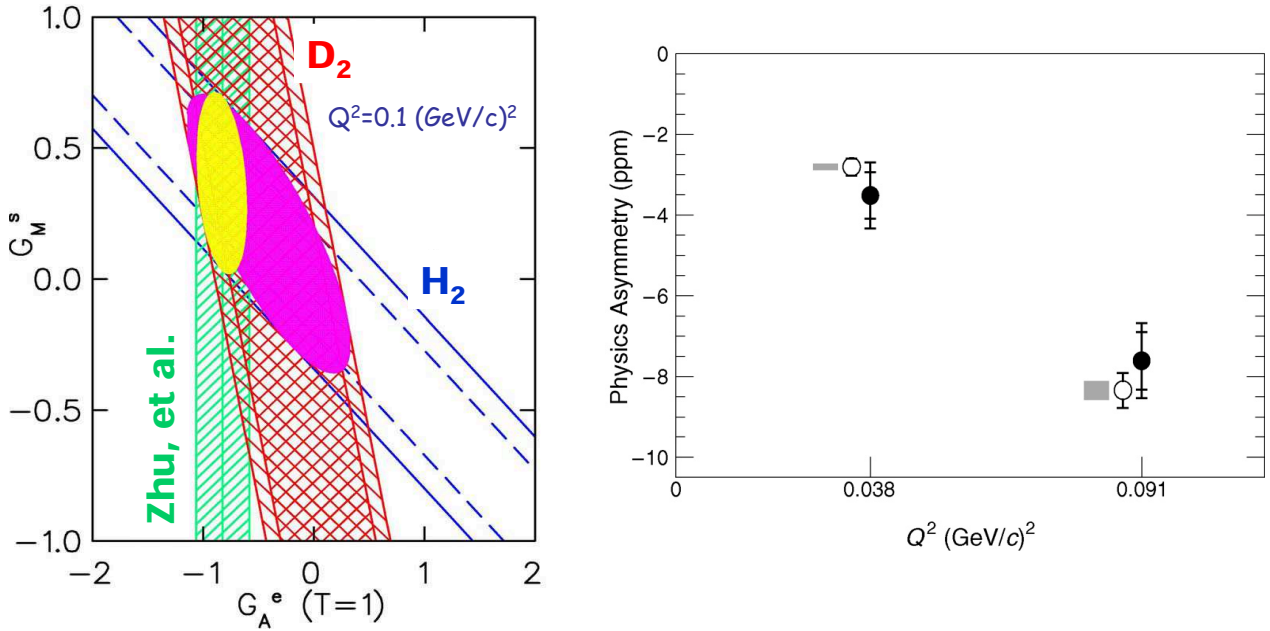 1.0
0.5
0.0
−0.5
−1.0
G_M^s
D₂
Q²=0.1 (GeV/c)²
H₂
Zhu, et al.
−2
−1
0
1
2
G_A^e (T=1)
0
−2
−4
−6
−8
−10
Physics Asymmetry (ppm)
0
0.038
0.091
Q² (GeV/c)²